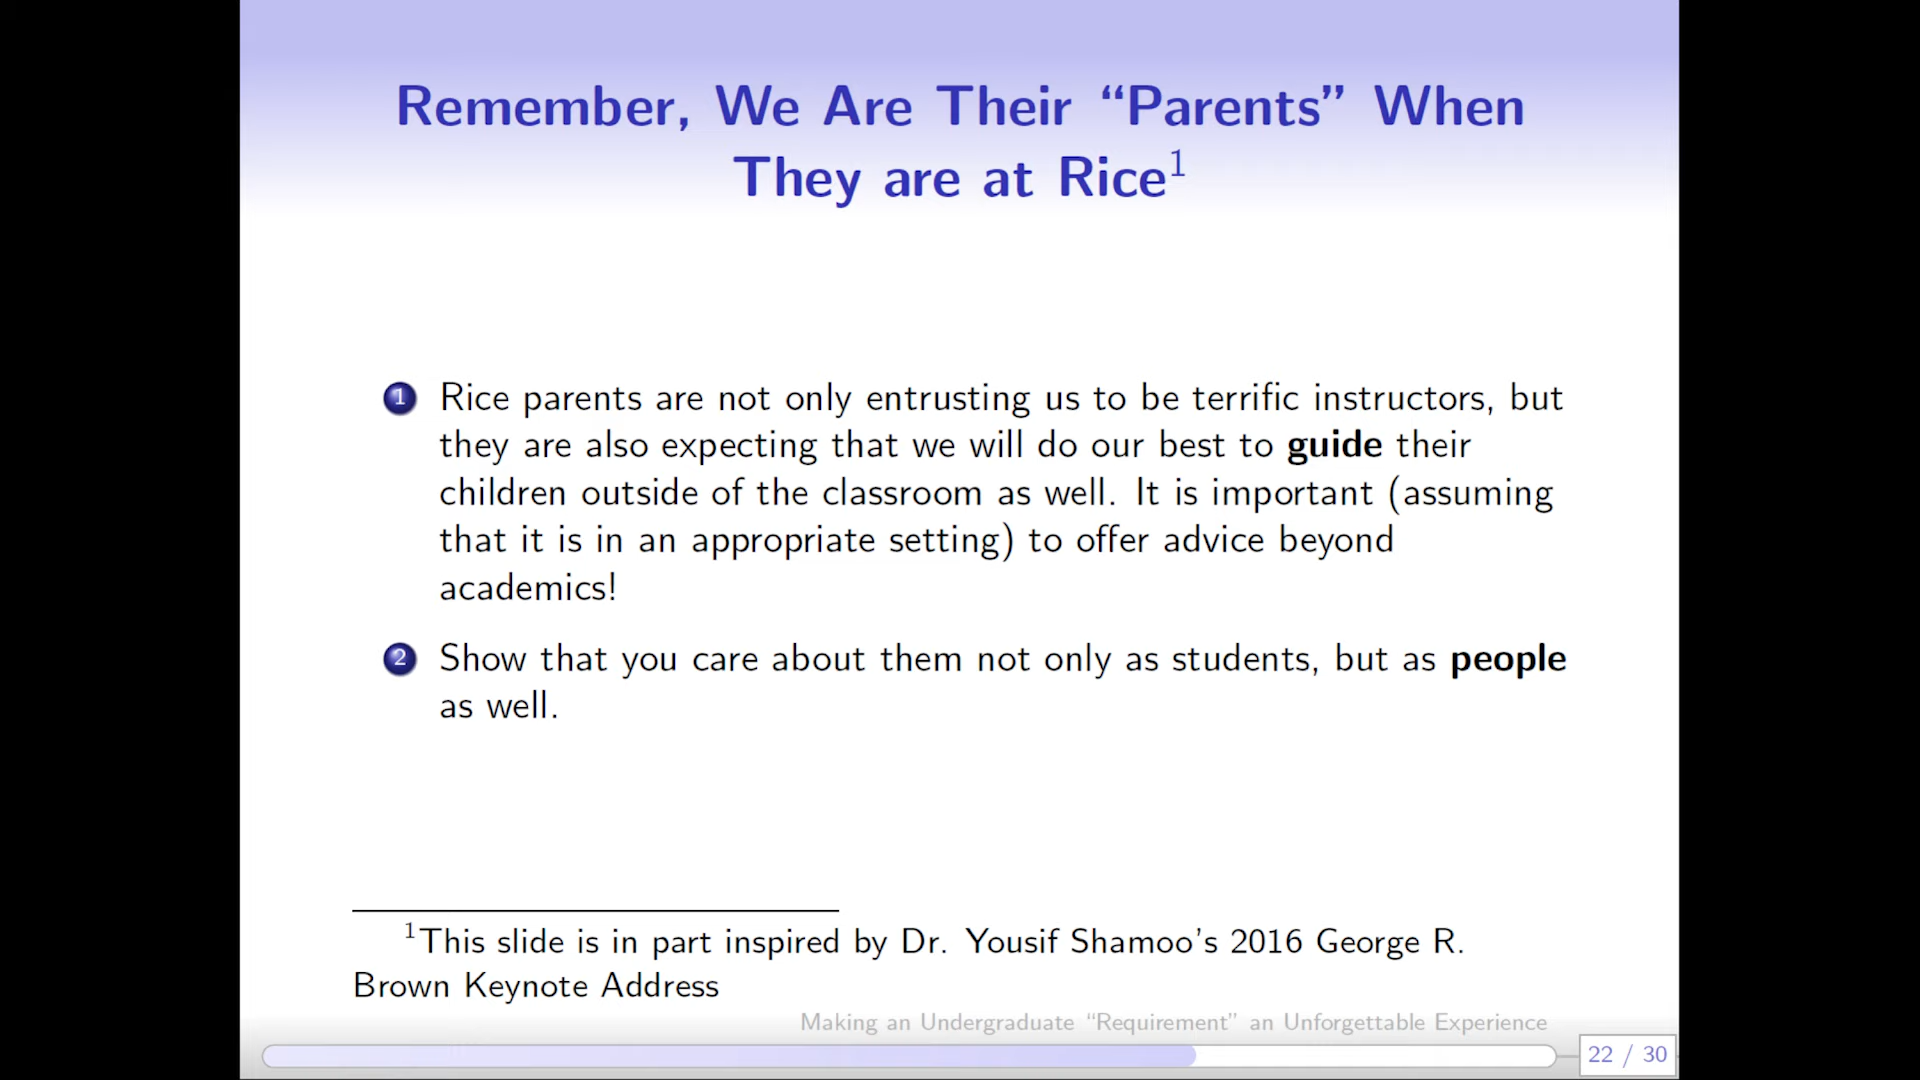 Remember, We Are Their “Parents” When
They are at Rice¹
1 Rice parents are not only entrusting us to be terrific instructors, but
they are also expecting that we will do our best to guide their
children outside of the classroom as well. It is important (assuming
that it is in an appropriate setting) to offer advice beyond
academics!
2 Show that you care about them not only as students, but as people
as well.
¹This slide is in part inspired by Dr. Yousif Shamoo’s 2016 George R.
Brown Keynote Address
Making an Undergraduate “Requirement” an Unforgettable Experience
22 / 30